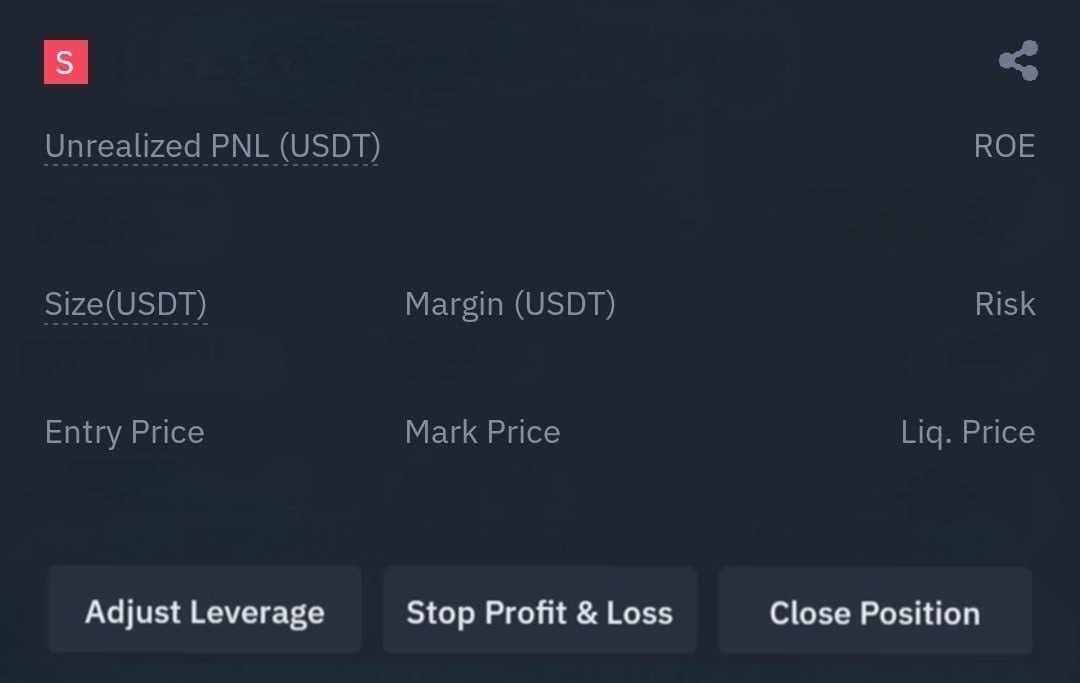 S
Unrealized PNL (USDT) ROE
Size(USDT) Margin (USDT) Risk
Entry Price Mark Price Liq. Price
Adjust Leverage Stop Profit & Loss Close Position